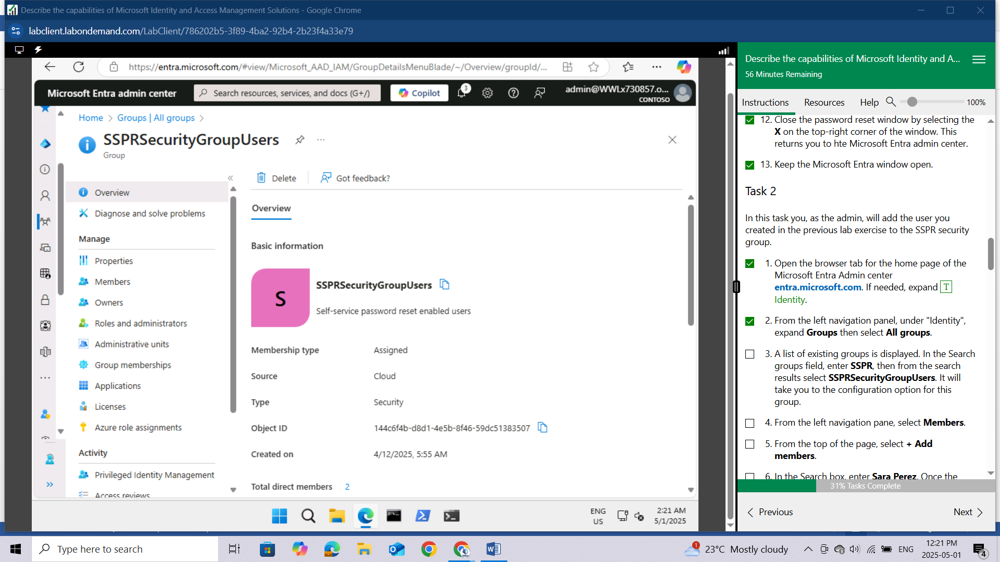 Describe the capabilities of Microsoft Identity and Access Management Solutions - Google Chrome
labclient.labondemand.com/LabClient/786202b5-3f89-4ba2-92b4-2b23f4a33e79
https://entra.microsoft.com/#view/Microsoft_AAD_IAM/GroupDetailsMenuBlade/~/Overview/groupId/...
Microsoft Entra admin center
Search resources, services, and docs (G+/)
Copilot
3
admin@WWLx730857.o...
CONTOSO
Home > Groups | All groups >
SSPRSecurityGroupUsers
Group
Overview
Diagnose and solve problems
Manage
Properties
Members
Owners
Roles and administrators
Administrative units
Group memberships
Applications
Licenses
Azure role assignments
Activity
Privileged Identity Management
Access reviews
Delete
Got feedback?
Overview
Basic information
S
SSPRSecurityGroupUsers
Self-service password reset enabled users
Membership type Assigned
Source Cloud
Type Security
Object ID 144c6f4b-d8d1-4e5b-8f46-59dc51383507
Created on 4/12/2025, 5:55 AM
Total direct members 2
ENG
US
2:21 AM
5/1/2025
Describe the capabilities of Microsoft Identity and A...
56 Minutes Remaining
Instructions Resources Help 100%
12. Close the password reset window by selecting the
X on the top-right corner of the window. This
returns you to hte Microsoft Entra admin center.
13. Keep the Microsoft Entra window open.
Task 2
In this task you, as the admin, will add the user you
created in the previous lab exercise to the SSPR security
group.
1. Open the browser tab for the home page of the
Microsoft Entra Admin center
entra.microsoft.com. If needed, expand T
Identity.
2. From the left navigation panel, under "Identity",
expand Groups then select All groups.
3. A list of existing groups is displayed. In the Search
groups field, enter SSPR, then from the search
results select SSPRSecurityGroupUsers. It will
take you to the configuration option for this
group.
4. From the left navigation pane, select Members.
5. From the top of the page, select + Add
members.
6. In the Search box, enter Sara Perez. Once the
31% Tasks Complete
Previous
Next
Type here to search
1
23°C Mostly cloudy
ENG
12:21 PM
2025-05-01
4